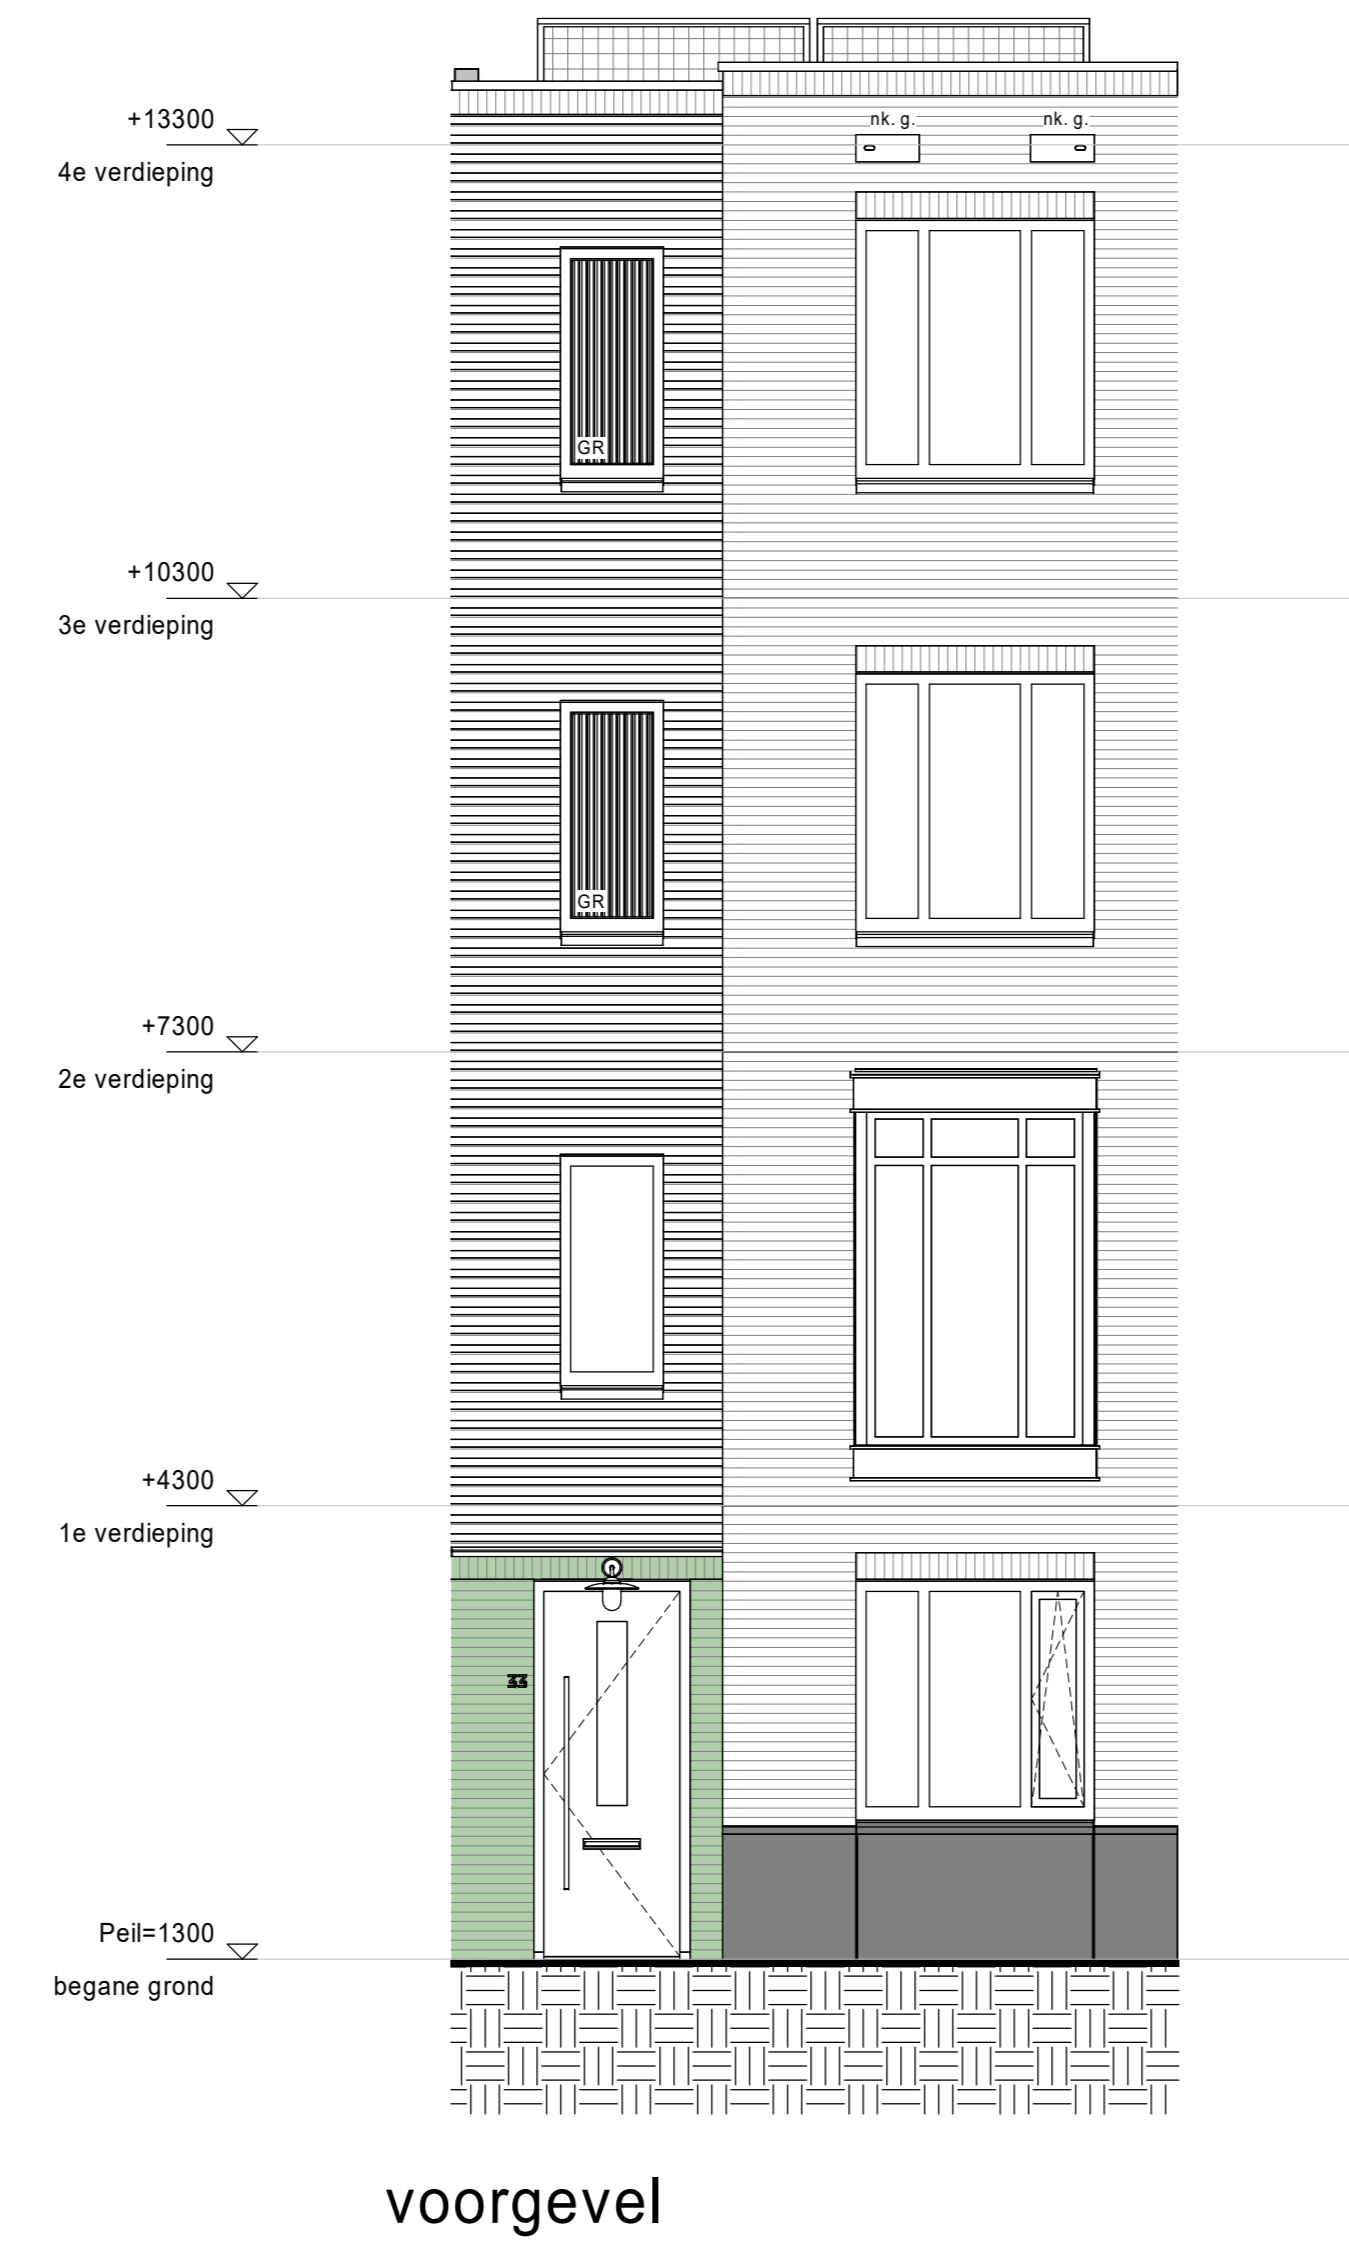 +13300
nk. g.
nk. g.
4e verdieping
GR
+10300
3e verdieping
GR
+7300
2e verdieping
+4300
1e verdieping
33
Peil=1300
begane grond
voorgevel